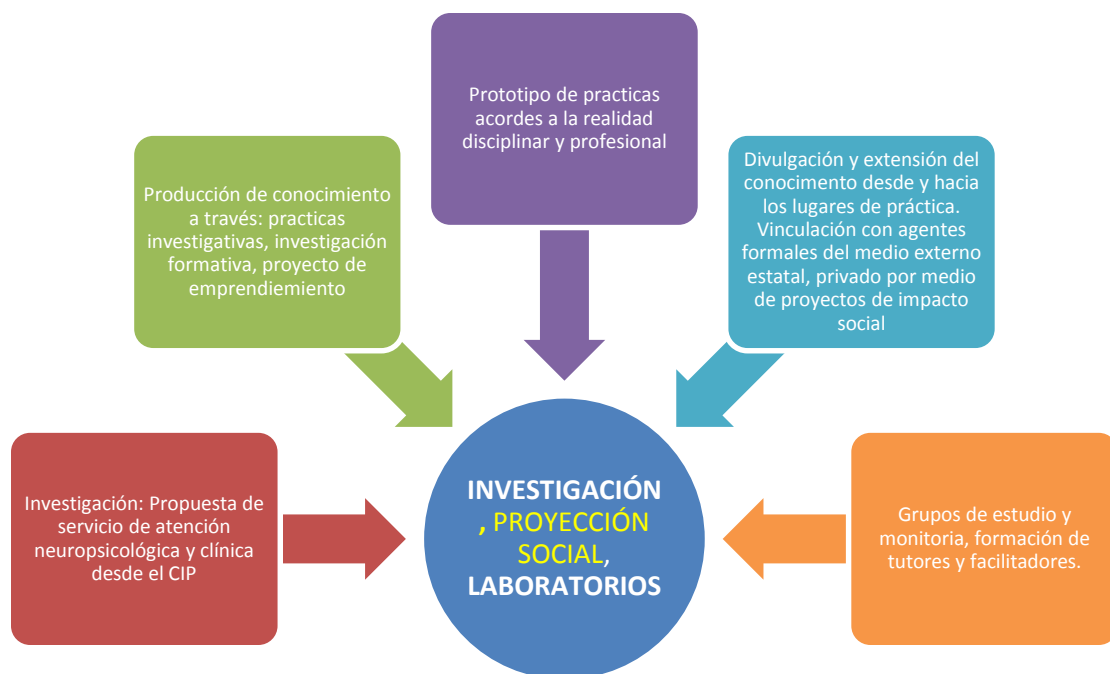 Prototipo de practicas
acordes a la realidad
disciplinar y profesional
Producción de conocimiento
a través: practicas
investigativas, investigación
formativa, proyecto de
emprendiemiento
Divulgación y extensión del
conocimento desde y hacia
los lugares de práctica.
Vinculación con agentes
formales del medio externo
estatal, privado por medio
de proyectos de impacto
social
Investigación: Propuesta de
servicio de atención
neuropsicológica y clínica
desde el CIP
INVESTIGACIÓN
, PROYECCIÓN
SOCIAL,
LABORATORIOS
Grupos de estudio y
monitoria, formación de
tutores y facilitadores.